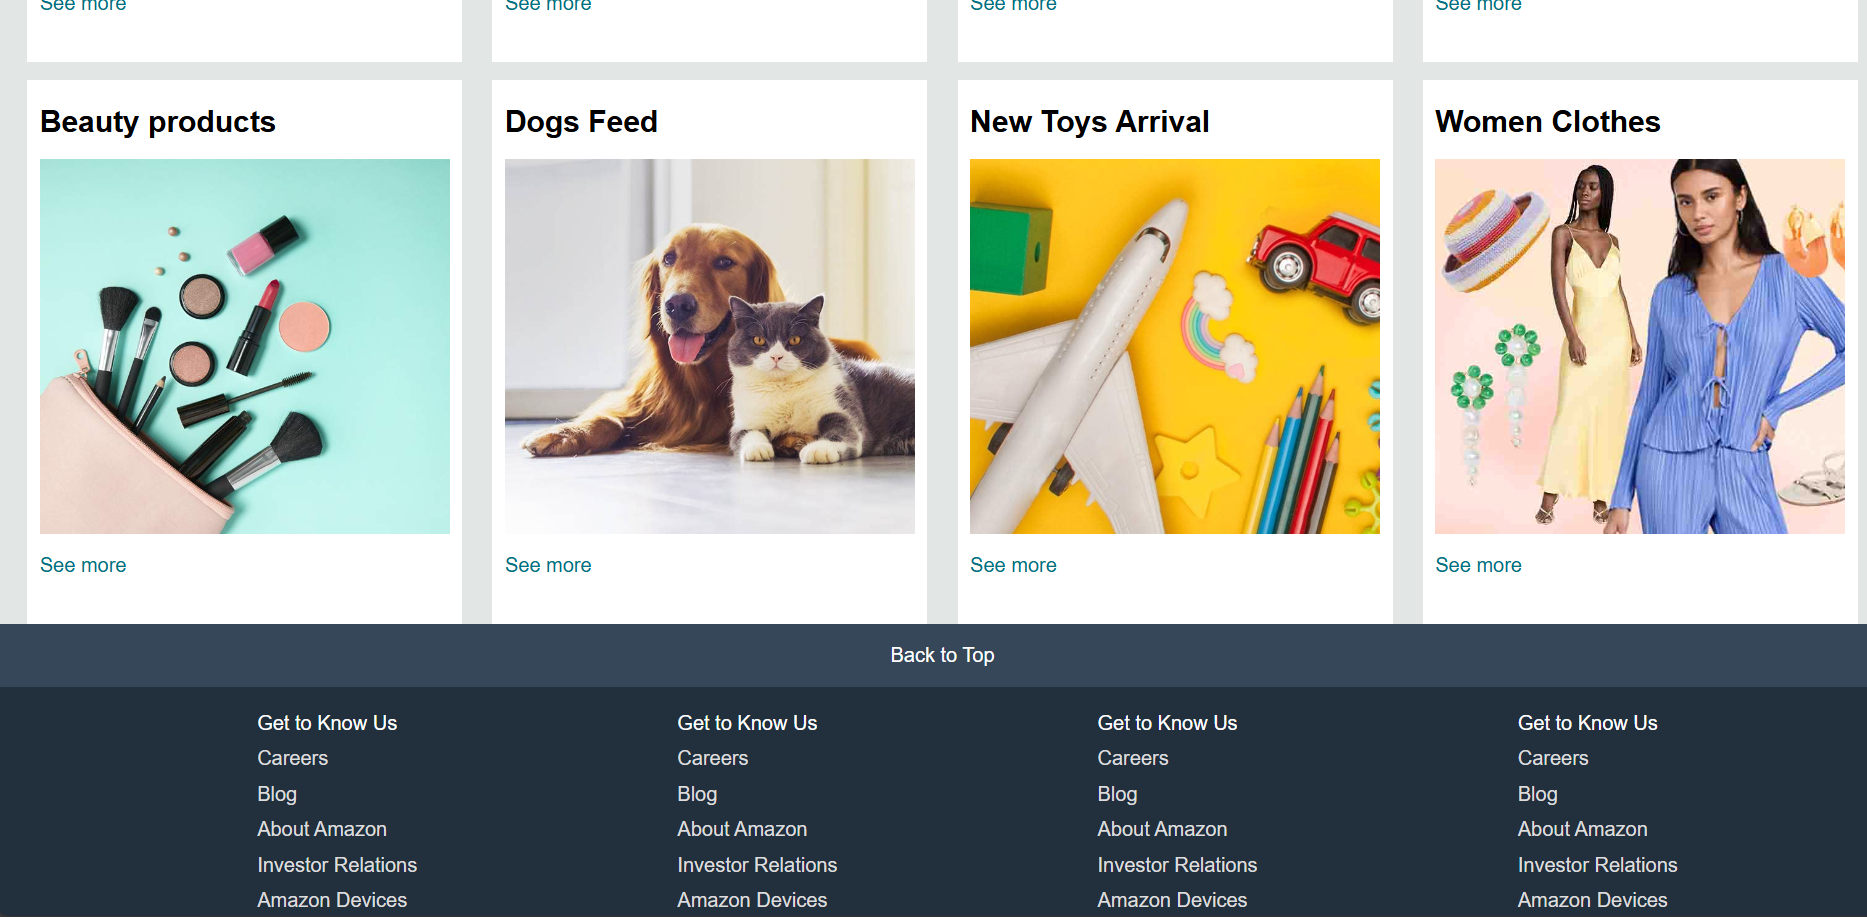 See more See more See more See more
Beauty products Dogs Feed New Toys Arrival Women Clothes
See more See more See more See more
Back to Top
Get to Know Us Get to Know Us Get to Know Us Get to Know Us
Careers Careers Careers Careers
Blog Blog Blog Blog
About Amazon About Amazon About Amazon About Amazon
Investor Relations Investor Relations Investor Relations Investor Relations
Amazon Devices Amazon Devices Amazon Devices Amazon Devices